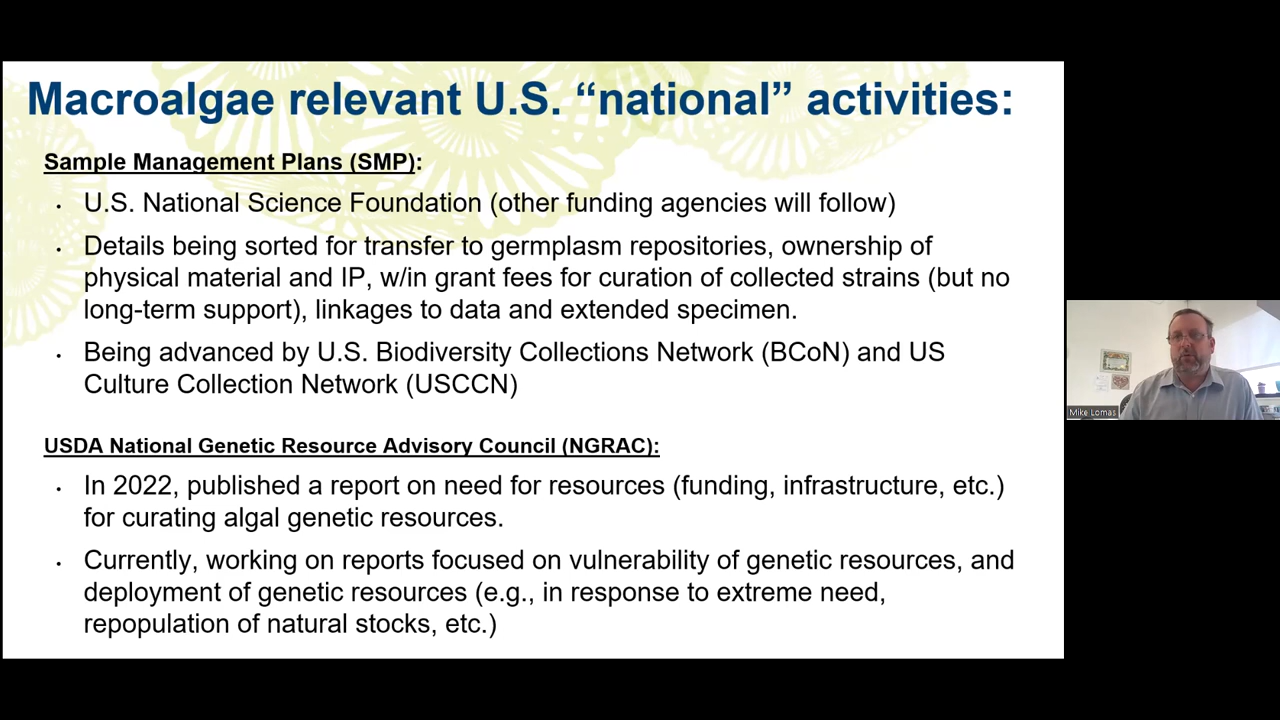 Macroalgae relevant U.S. “national” activities:
Sample Management Plans (SMP):
• U.S. National Science Foundation (other funding agencies will follow)
• Details being sorted for transfer to germplasm repositories, ownership of
physical material and IP, w/in grant fees for curation of collected strains (but no
long-term support), linkages to data and extended specimen.
• Being advanced by U.S. Biodiversity Collections Network (BCoN) and US
Culture Collection Network (USCCN)
USDA National Genetic Resource Advisory Council (NGRAC):
• In 2022, published a report on need for resources (funding, infrastructure, etc.)
for curating algal genetic resources.
• Currently, working on reports focused on vulnerability of genetic resources, and
deployment of genetic resources (e.g., in response to extreme need,
repopulation of natural stocks, etc.)
Mike Lomas